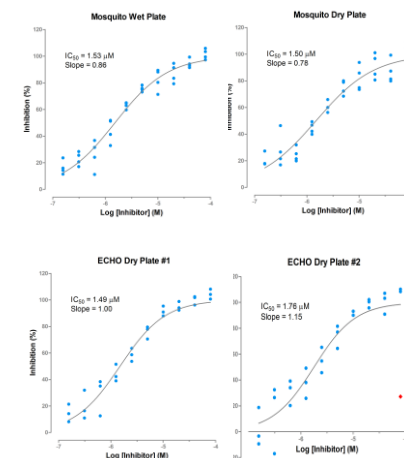 Mosquito Wet Plate
120
100
80
60
40
20
0
Inhibition (%)
IC50 = 1.53 µM
Slope = 0.86
-7 -6 -5 -4
Log [Inhibitor] (M)
Mosquito Dry Plate
120
100
80
60
40
20
0
IC50 = 1.50 µM
Slope = 0.78
-7 -6 -5
Log [Inhibitor] (M)
ECHO Dry Plate #1
120
100
80
60
40
20
0
Inhibition (%)
IC50 = 1.49 µM
Slope = 1.00
-7 -6 -5 -4
Log [Inhibitor] (M)
ECHO Dry Plate #2
IC50 = 1.76 µM
Slope = 1.15
-6 -5
Log [Inhibitor] (M)